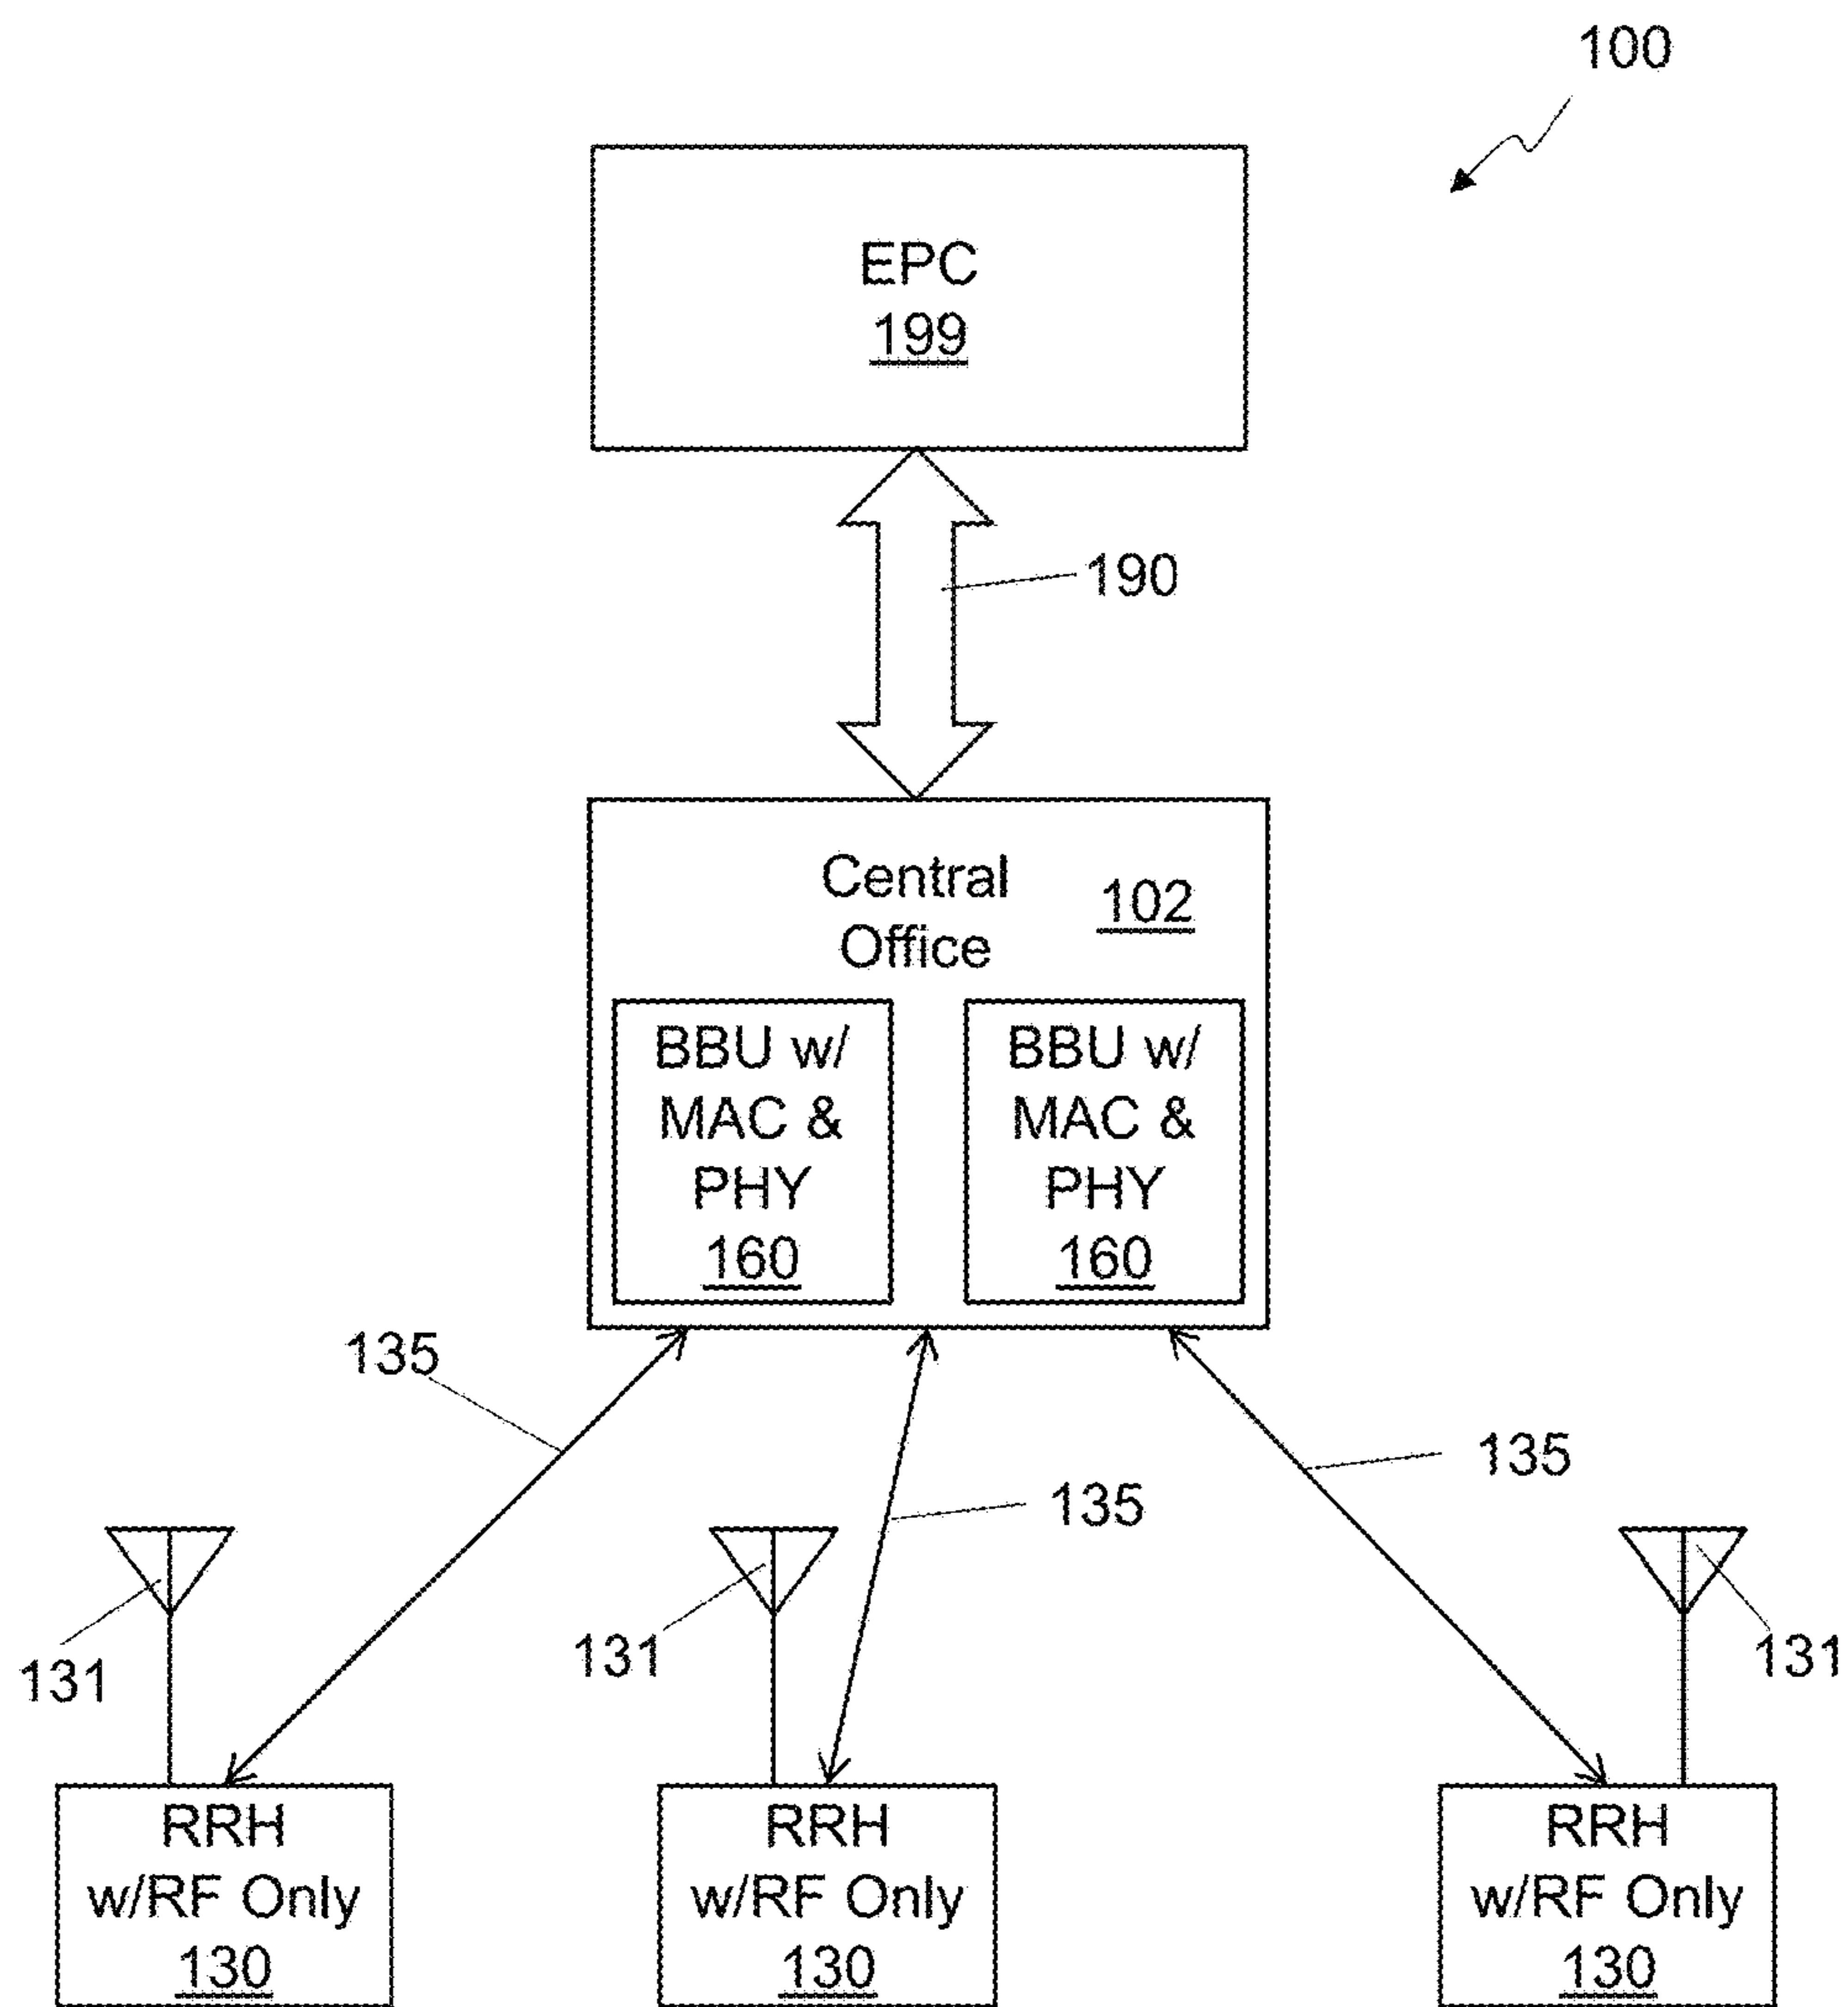 100
EPC
199
190
Central
Office
102
BBU w/
MAC &
PHY
160
BBU w/
MAC &
PHY
160
135
135
135
131
131
131
RRH
w/RF Only
130
RRH
w/RF Only
130
RRH
w/RF Only
130